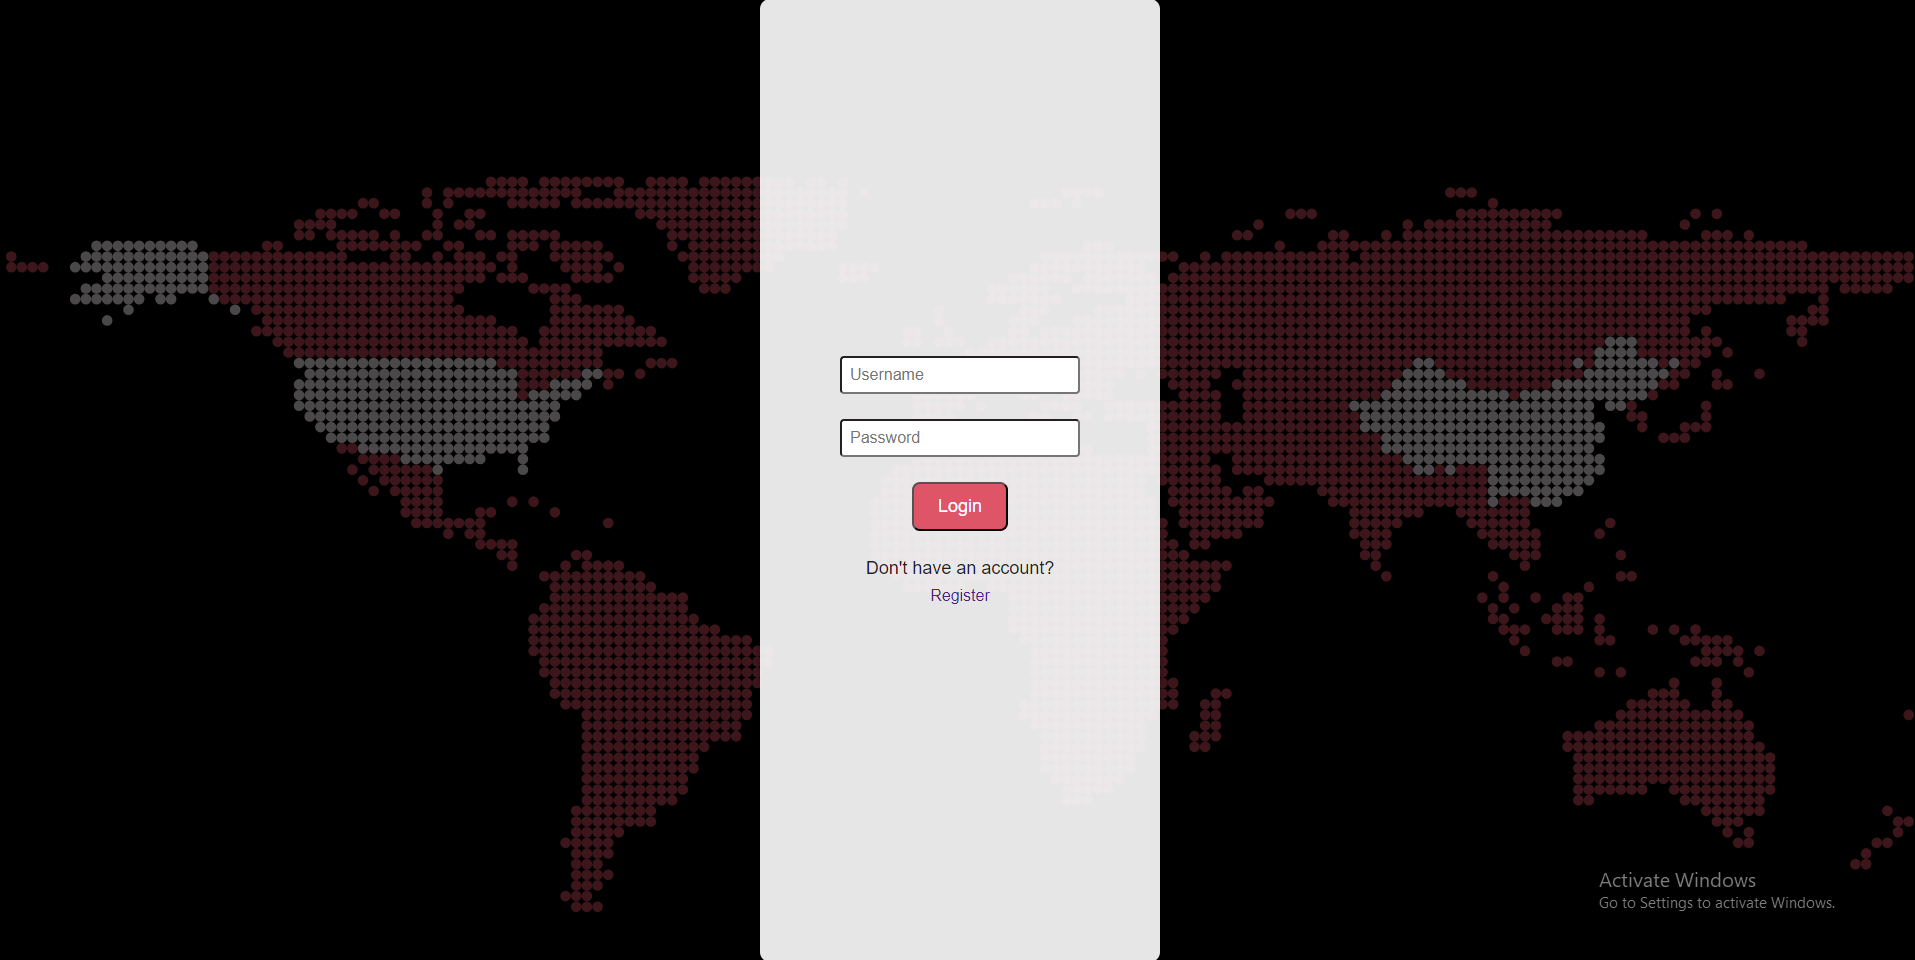 Username
Password
Login
Don't have an account?
Register
Activate Windows
Go to Settings to activate Windows.